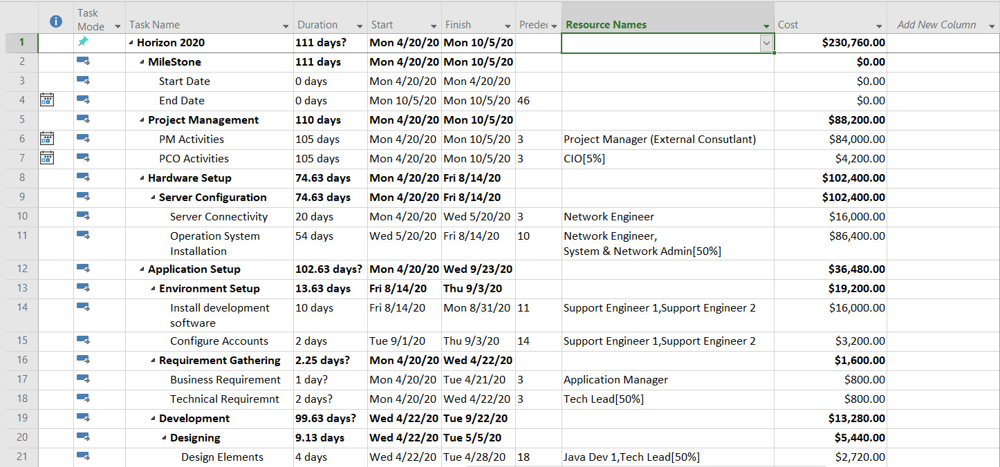 Task Mode Task Name Duration Start Finish Predec Resource Names Cost Add New Column
1 Horizon 2020 111 days? Mon 4/20/20 Mon 10/5/20 $230,760.00
2 MileStone 111 days Mon 4/20/20 Mon 10/5/20 $0.00
3 Start Date 0 days Mon 4/20/20 Mon 4/20/20 $0.00
4 End Date 0 days Mon 10/5/20 Mon 10/5/20 46 $0.00
5 Project Management 110 days Mon 4/20/20 Mon 10/5/20 $88,200.00
6 PM Activities 105 days Mon 4/20/20 Mon 10/5/20 3 Project Manager (External Consutlant) $84,000.00
7 PCO Activities 105 days Mon 4/20/20 Mon 10/5/20 3 CIO[5%] $4,200.00
8 Hardware Setup 74.63 days Mon 4/20/20 Fri 8/14/20 $102,400.00
9 Server Configuration 74.63 days Mon 4/20/20 Fri 8/14/20 $102,400.00
10 Server Connectivity 20 days Mon 4/20/20 Wed 5/20/20 3 Network Engineer $16,000.00
11 Operation System 54 days Wed 5/20/20 Fri 8/14/20 10 Network Engineer, $86,400.00
Installation System & Network Admin[50%]
12 Application Setup 102.63 days? Mon 4/20/20 Wed 9/23/20 $36,480.00
13 Environment Setup 13.63 days Fri 8/14/20 Thu 9/3/20 $19,200.00
14 Install development 10 days Fri 8/14/20 Mon 8/31/20 11 Support Engineer 1,Support Engineer 2 $16,000.00
software
15 Configure Accounts 2 days Tue 9/1/20 Thu 9/3/20 14 Support Engineer 1,Support Engineer 2 $3,200.00
16 Requirement Gathering 2.25 days? Mon 4/20/20 Wed 4/22/20 $1,600.00
17 Business Requirement 1 day? Mon 4/20/20 Tue 4/21/20 3 Application Manager $800.00
18 Technical Requiremnt 2 days? Mon 4/20/20 Wed 4/22/20 3 Tech Lead[50%] $800.00
19 Development 99.63 days? Wed 4/22/20 Tue 9/22/20 $13,280.00
20 Designing 9.13 days Wed 4/22/20 Tue 5/5/20 $5,440.00
21 Design Elements 4 days Wed 4/22/20 Tue 4/28/20 18 Java Dev 1,Tech Lead[50%] $2,720.00